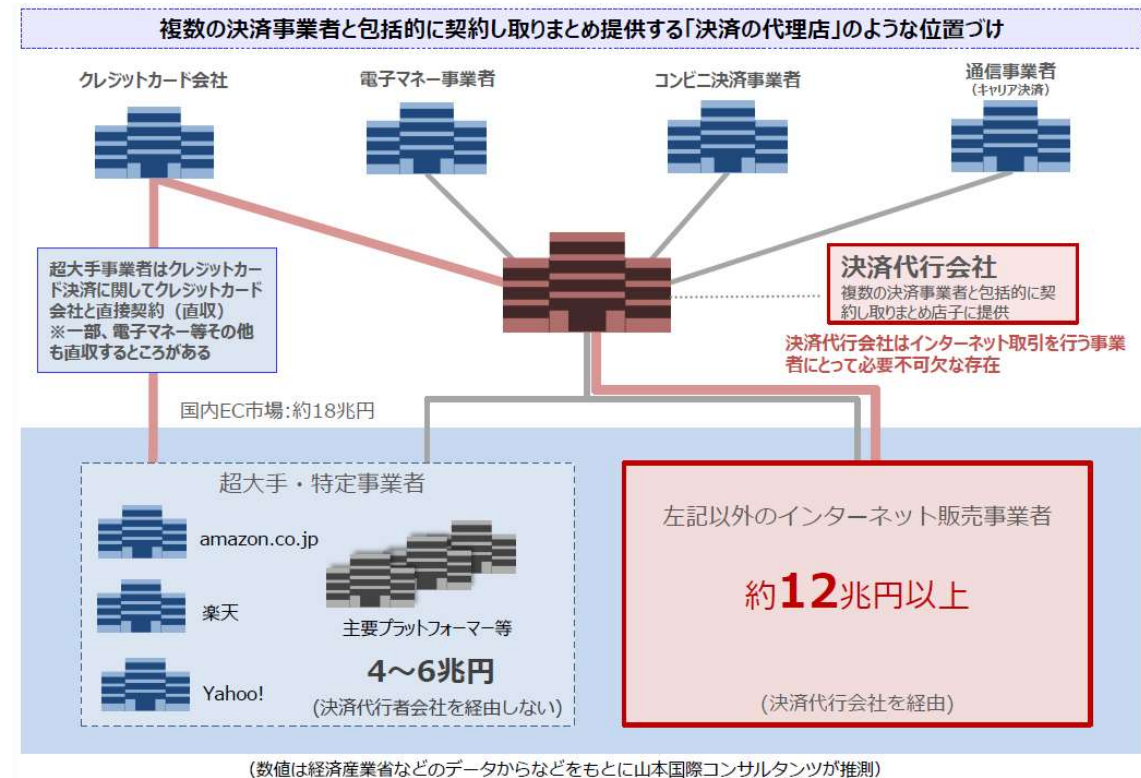 複数の決済事業者と包括的に契約し取りまとめ提供する「決済の代理店」のような位置づけ
クレジットカード会社
電子マネー事業者
コンビニ決済事業者
通信事業者
（キャリア決済）
超大手事業者はクレジットカー
ド決済に関してクレジットカード
会社と直接契約（直収）
※一部、電子マネー等その他
も直収するところがある
決済代行会社
複数の決済事業者と包括的に契
約し取りまとめ店子に提供
決済代行会社はインターネット取引を行う事業
者にとって必要不可欠な存在
国内EC市場:約18兆円
超大手・特定事業者
amazon.co.jp
楽天
Yahoo!
主要プラットフォーマー等
4～6兆円
(決済代行者会社を経由しない)
左記以外のインターネット販売事業者
約12兆円以上
(決済代行会社を経由)
(数値は経済産業省などのデータからなどをもとに山本国際コンサルタンツが推測)